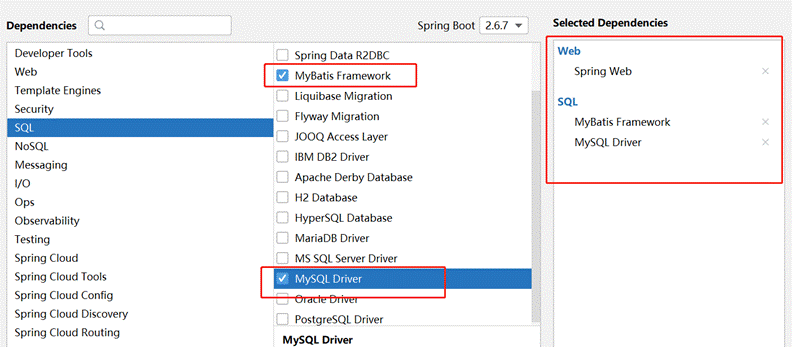 Dependencies
Spring Boot 2.6.7
Selected Dependencies
Developer Tools
Web
Template Engines
Security
SQL
NoSQL
Messaging
I/O
Ops
Observability
Testing
Spring Cloud
Spring Cloud Tools
Spring Cloud Config
Spring Cloud Discovery
Spring Cloud Routing
Spring Data R2DBC
MyBatis Framework
Liquibase Migration
Flyway Migration
JOOQ Access Layer
IBM DB2 Driver
Apache Derby Database
H2 Database
HyperSQL Database
MariaDB Driver
MS SQL Server Driver
MySQL Driver
Oracle Driver
PostgreSQL Driver
MySQL Driver
Web
Spring Web
SQL
MyBatis Framework
MySQL Driver